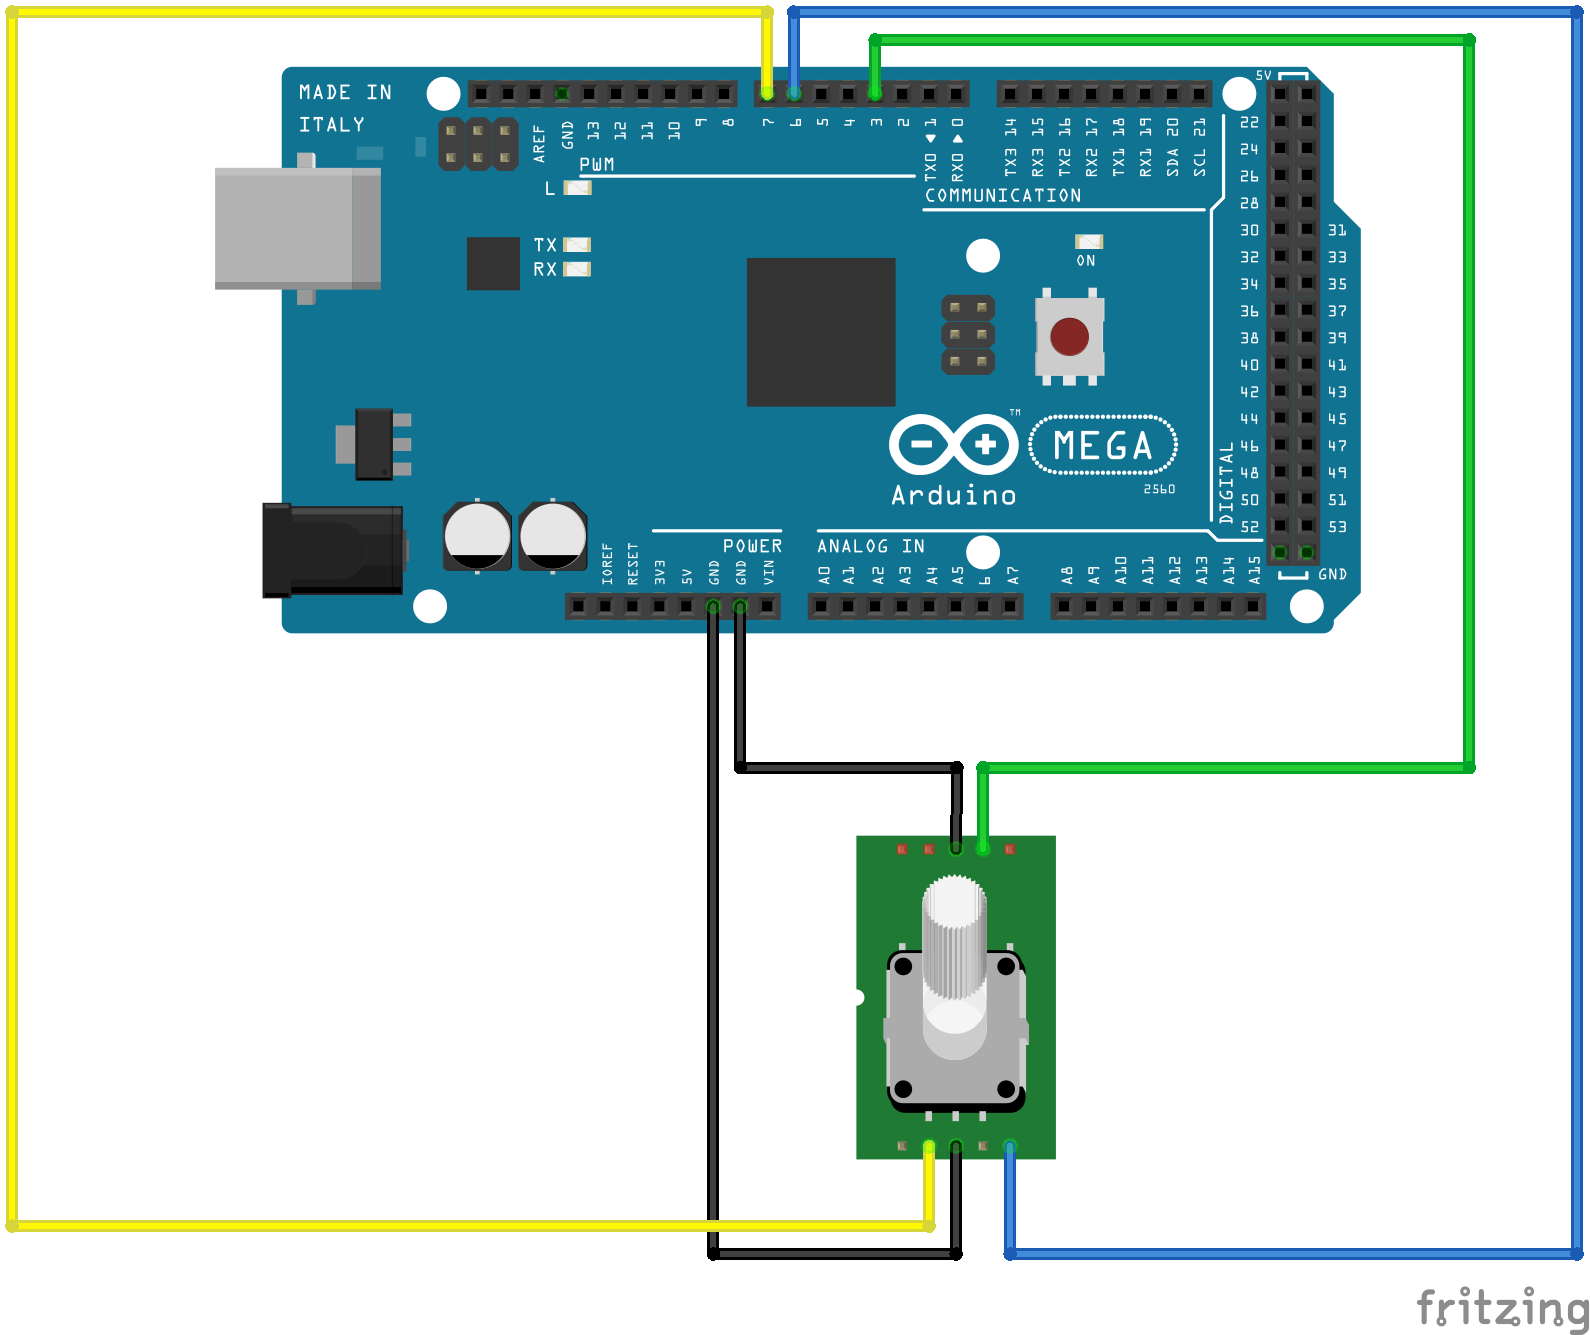 5V
MADE IN
ITALY
AREF
GND
13
12
11
10
9
8
7
6
5
4
3
2
TX0 ◀ 1
RX0 ▶ 0
TX3 14
RX3 15
TX2 16
RX2 17
TX1 18
RX1 19
SDA 20
SCL 21
PWM
L
COMMUNICATION
TX
RX
ON
22
24
26
28
30 31
32 33
34 35
36 37
38 39
40 41
42 43
44 45
46 47
48 49
50 51
52 53
DIGITAL
GND
TM
MEGA
2560
Arduino
POWER
ANALOG IN
IOREF
RESET
3V3
5V
GND
GND
VIN
A0
A1
A2
A3
A4
A5
6
A7
A8
A9
A10
A11
A12
A13
A14
A15
fritzing